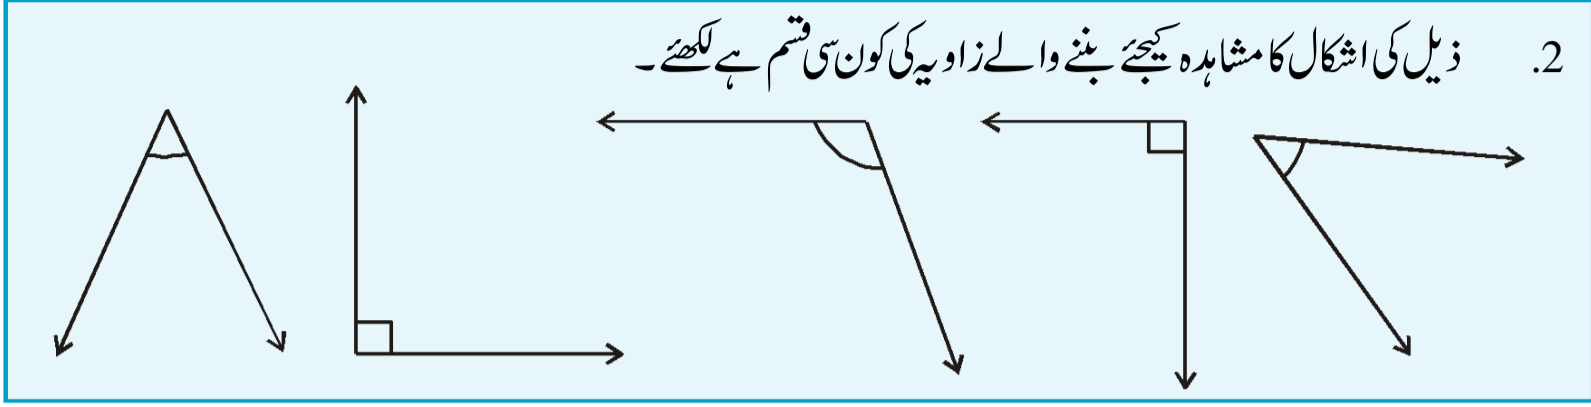 2. ذیل کی اشکال کا مشاہدہ کیجئے بننے والے زاویہ کی کون سی قسم ہے لکھئے۔